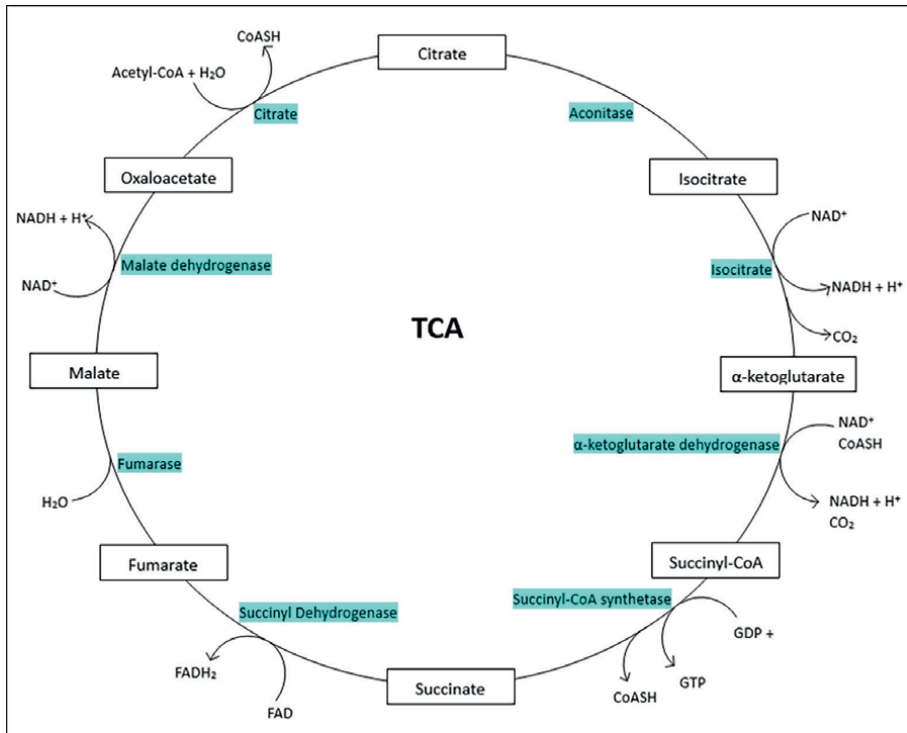 CoASH
Citrate
Acetyl-CoA + H₂O
Citrate
Aconitase
Oxaloacetate
Isocitrate
NADH + H⁺
NAD⁺
Malate dehydrogenase
Isocitrate
NAD⁺
NADH + H⁺
TCA
CO₂
Malate
α-ketoglutarate
NAD⁺
CoASH
α-ketoglutarate dehydrogenase
Fumarase
H₂O
NADH + H⁺
CO₂
Fumarate
Succinyl-CoA
Succinyl-CoA synthetase
Succinyl Dehydrogenase
GDP +
FADH₂
GTP
CoASH
Succinate
FAD